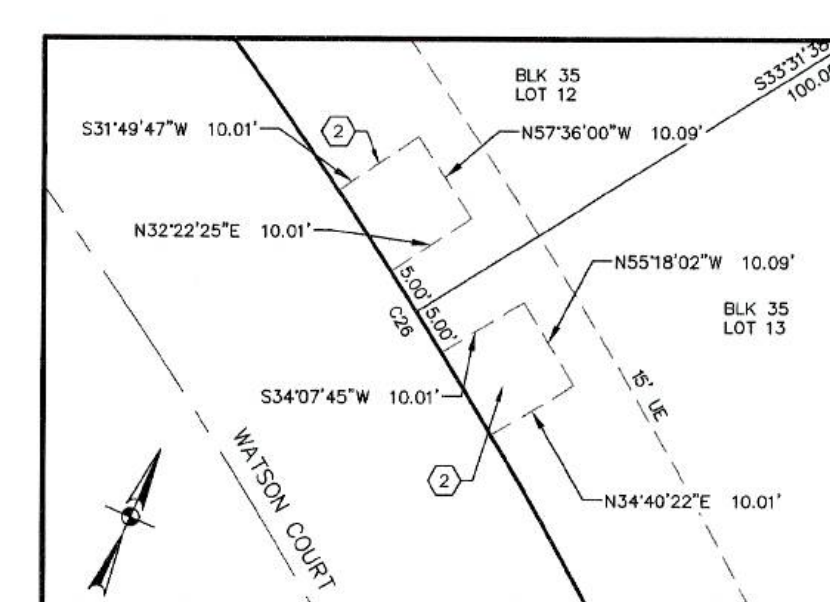 BLK 35
LOT 12
S33°31'38
100.0
S31°49'47"W 10.01'
2
N57°36'00"W 10.09'
N32°22'25"E 10.01'
5.00'
5.00'
C26
N55°18'02"W 10.09'
BLK 35
LOT 13
S34°07'45"W 10.01'
15' UE
WATSON COURT
2
N34°40'22"E 10.01'